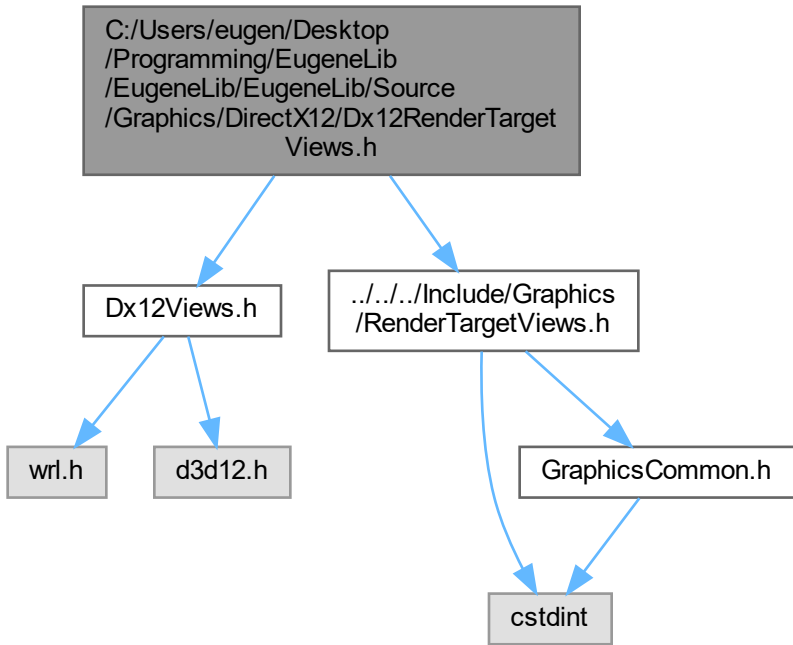 C:/Users/eugen/Desktop
/Programming/EugeneLib
/EugeneLib/EugeneLib/Source
/Graphics/DirectX12/Dx12RenderTarget
Views.h
Dx12Views.h
../../../Include/Graphics
/RenderTargetViews.h
wrl.h
d3d12.h
GraphicsCommon.h
cstdint